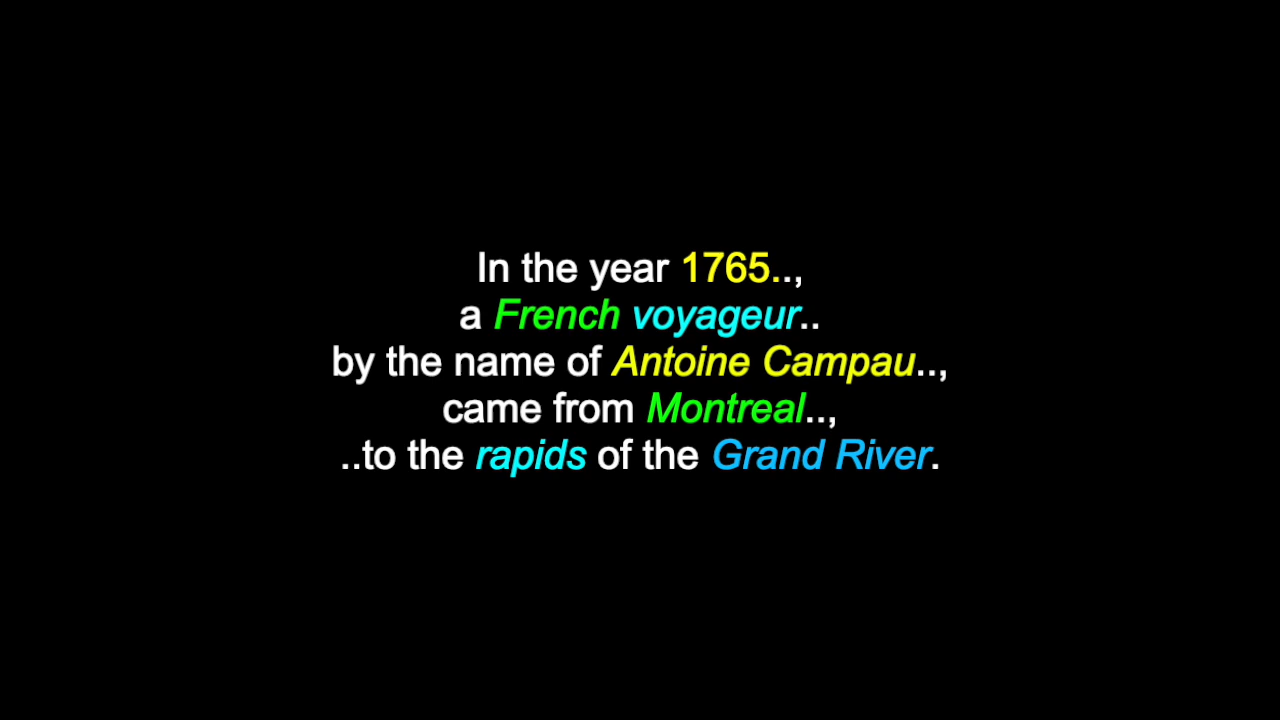 In the year 1765..,
a French voyageur..
by the name of Antoine Campau..,
came from Montreal..,
..to the rapids of the Grand River.